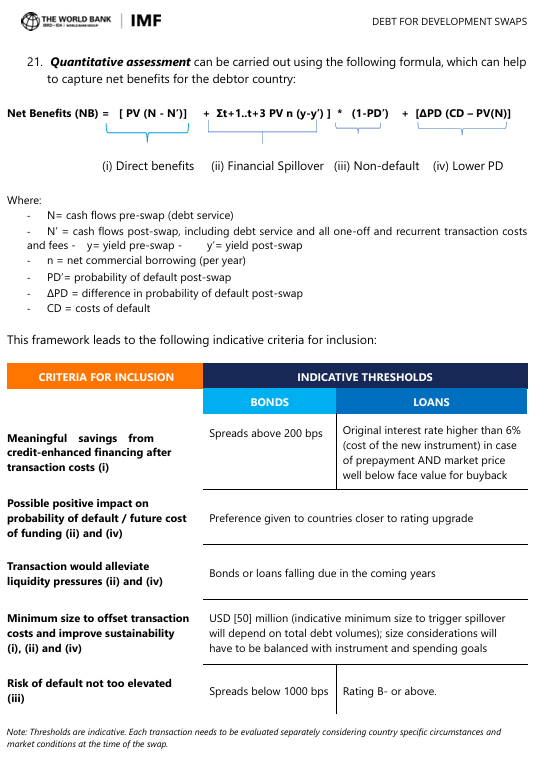 THE WORLD BANK
IBRD • IDA | WORLD BANK GROUP
IMF
DEBT FOR DEVELOPMENT SWAPS
21. Quantitative assessment can be carried out using the following formula, which can help
to capture net benefits for the debtor country:
Net Benefits (NB) = [ PV (N - N’)] + Σt+1..t+3 PV n (y-y’) ] * (1-PD’) + [ΔPD (CD – PV(N)]
(i) Direct benefits (ii) Financial Spillover (iii) Non-default (iv) Lower PD
Where:
- N= cash flows pre-swap (debt service)
- N’ = cash flows post-swap, including debt service and all one-off and recurrent transaction costs
and fees - y= yield pre-swap - y’= yield post-swap
- n = net commercial borrowing (per year)
- PD’= probability of default post-swap
- ΔPD = difference in probability of default post-swap
- CD = costs of default
This framework leads to the following indicative criteria for inclusion:
CRITERIA FOR INCLUSION INDICATIVE THRESHOLDS
BONDS LOANS
Meaningful savings from
credit-enhanced financing after
transaction costs (i)
Spreads above 200 bps
Original interest rate higher than 6%
(cost of the new instrument) in case
of prepayment AND market price
well below face value for buyback
Possible positive impact on
probability of default / future cost
of funding (ii) and (iv)
Preference given to countries closer to rating upgrade
Transaction would alleviate
liquidity pressures (ii) and (iv)
Bonds or loans falling due in the coming years
Minimum size to offset transaction
costs and improve sustainability
(i), (ii) and (iv)
USD [50] million (indicative minimum size to trigger spillover
will depend on total debt volumes); size considerations will
have to be balanced with instrument and spending goals
Risk of default not too elevated
(iii)
Spreads below 1000 bps
Rating B- or above.
Note: Thresholds are indicative. Each transaction needs to be evaluated separately considering country specific circumstances and
market conditions at the time of the swap.